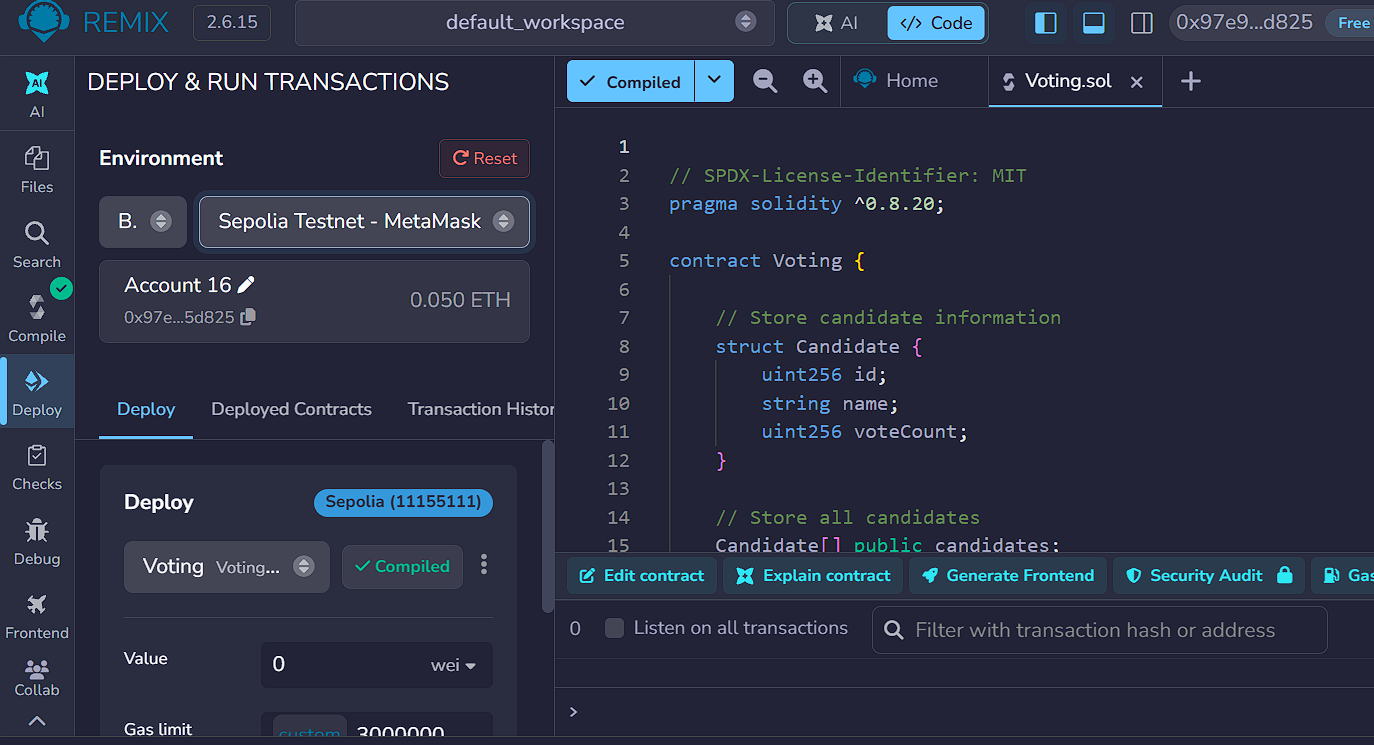 REMIX 2.6.15 default_workspace AI </> Code 0x97e9...d825 Free
AI
Files
Search
Compile
Deploy
Checks
Debug
Frontend
Collab
DEPLOY & RUN TRANSACTIONS
Environment Reset
B. Sepolia Testnet - MetaMask
Account 16 0.050 ETH
0x97e...5d825
Deploy Deployed Contracts Transaction Histor
Deploy Sepolia (11155111)
Voting Voting... Compiled
Value 0 wei
Gas limit custom 3000000
Compiled Home Voting.sol
1
2 // SPDX-License-Identifier: MIT
3 pragma solidity ^0.8.20;
4
5 contract Voting {
6
7 // Store candidate information
8 struct Candidate {
9 uint256 id;
10 string name;
11 uint256 voteCount;
12 }
13
14 // Store all candidates
15 Candidate[] public candidates;
Edit contract Explain contract Generate Frontend Security Audit Gas
0 Listen on all transactions Filter with transaction hash or address
>